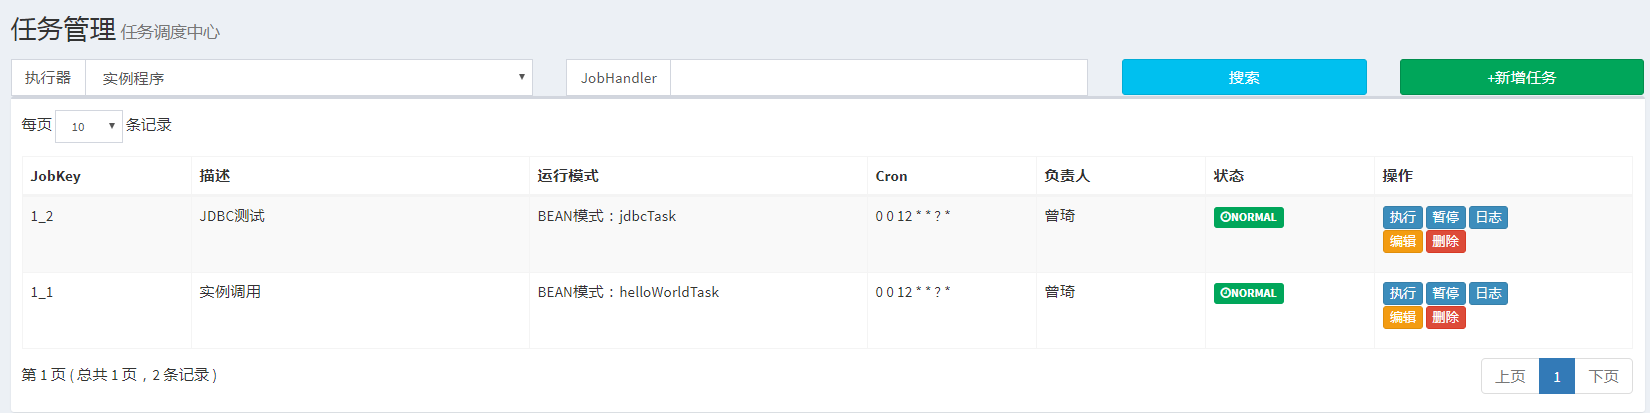 任务管理 任务调度中心
执行器 实例程序 JobHandler 搜索 +新增任务
每页 10 条记录
JobKey 描述 运行模式 Cron 负责人 状态 操作
1_2 JDBC测试 BEAN模式：jdbcTask 0 0 12 * * ? * 曾琦 NORMAL 执行 暂停 日志
编辑 删除
1_1 实例调用 BEAN模式：helloWorldTask 0 0 12 * * ? * 曾琦 NORMAL 执行 暂停 日志
编辑 删除
第 1 页 ( 总共 1 页，2 条记录 ) 上页 1 下页